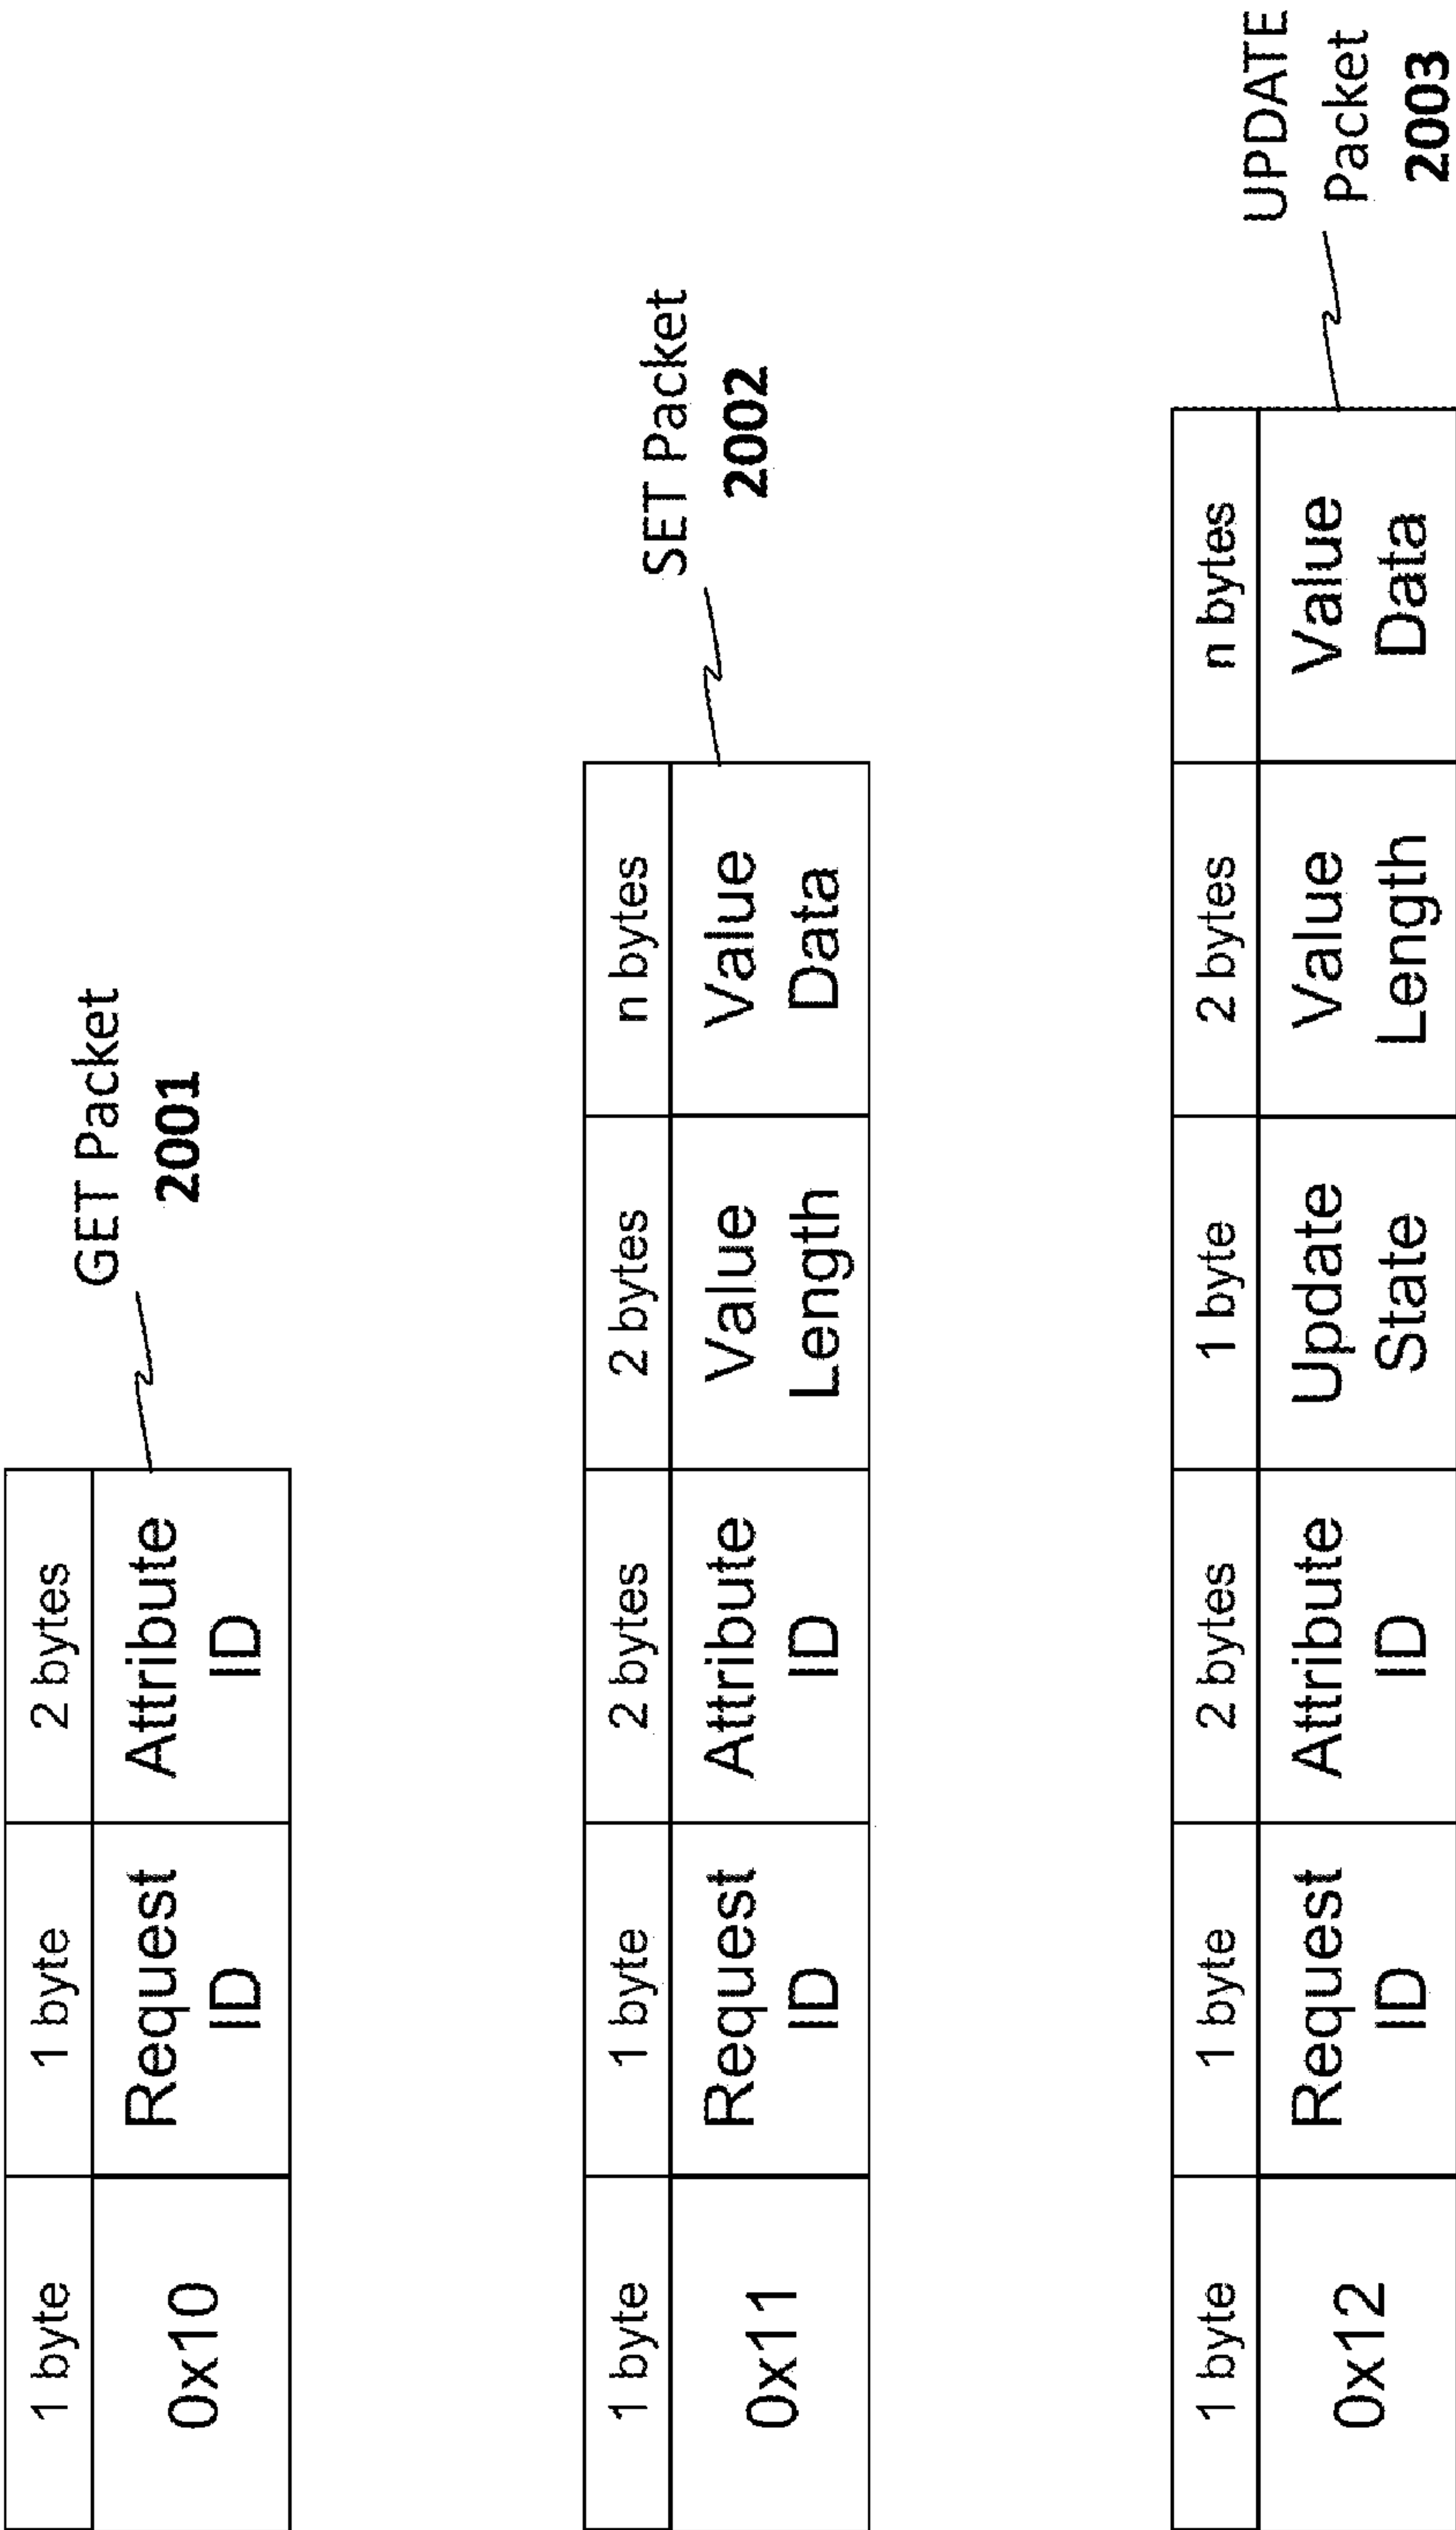 GET Packet
2001
1 byte 1 byte 2 bytes
0x10 Request ID Attribute ID
SET Packet
2002
1 byte 1 byte 2 bytes 2 bytes n bytes
0x11 Request ID Attribute ID Value Length Value Data
UPDATE
Packet
2003
1 byte 1 byte 2 bytes 1 byte 2 bytes n bytes
0x12 Request ID Attribute ID Update State Value Length Value Data